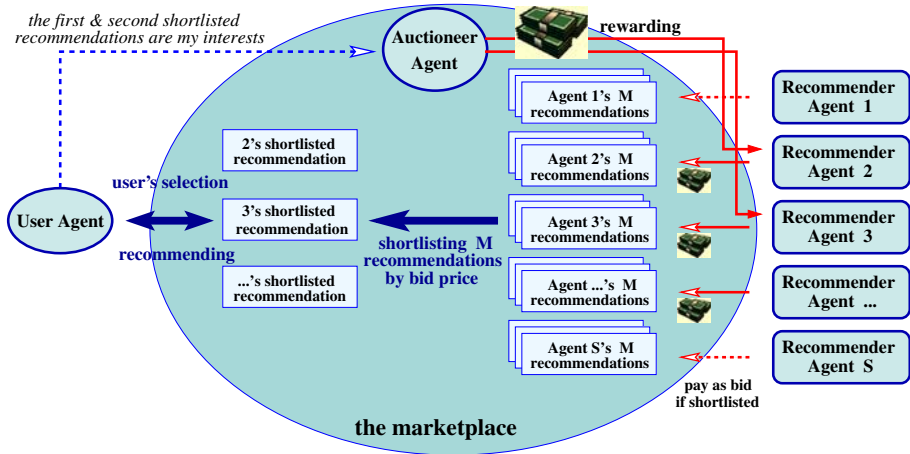 the first & second shortlisted
recommendations are my interests
Auctioneer
Agent
rewarding
Agent 1's M
recommendations
Recommender
Agent 1
2's shortlisted
recommendation
Agent 2's M
recommendations
Recommender
Agent 2
user's selection
User Agent
recommending
3's shortlisted
recommendation
shortlisting M
recommendations
by bid price
Agent 3's M
recommendations
Recommender
Agent 3
...'s shortlisted
recommendation
Agent ...'s M
recommendations
Recommender
Agent ...
Agent S's M
recommendations
Recommender
Agent S
pay as bid
if shortlisted
the marketplace